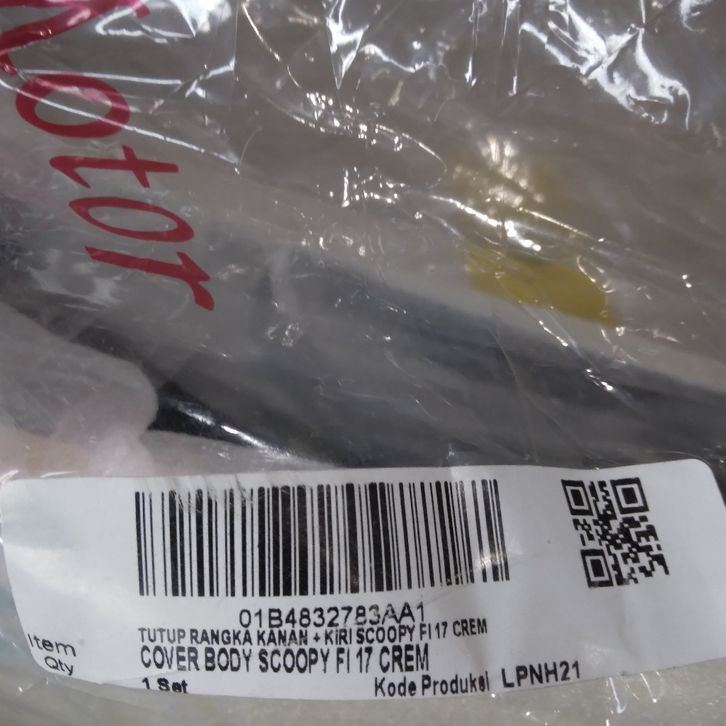 Motor
01B4832783AA1
TUTUP RANGKA KANAN + KIRI SCOOPY FI 17 CREM
Item COVER BODY SCOOPY FI 17 CREM
Qty 1 Set Kode Produksi LPNH21